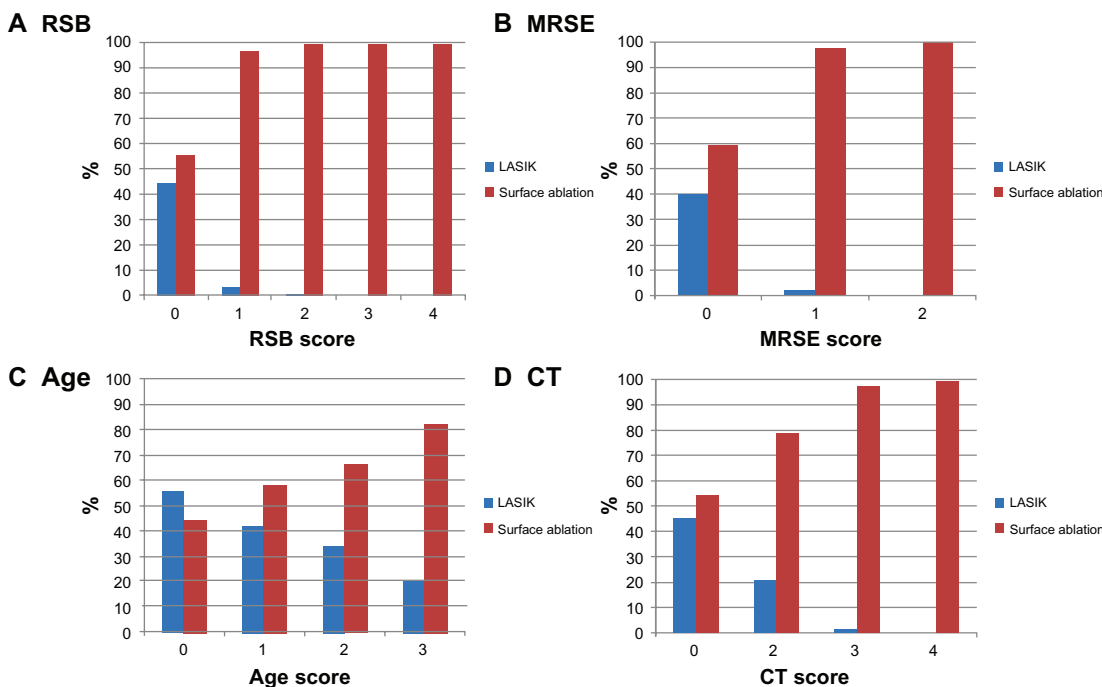 A RSB
100
90
80
70
60
50
40
30
20
10
0
%
0 1 2 3 4
RSB score
LASIK
Surface ablation
B MRSE
100
90
80
70
60
50
40
30
20
10
0
%
0 1 2
MRSE score
LASIK
Surface ablation
C Age
100
90
80
70
60
50
40
30
20
10
0
%
0 1 2 3
Age score
LASIK
Surface ablation
D CT
100
90
80
70
60
50
40
30
20
10
0
%
0 2 3 4
CT score
LASIK
Surface ablation